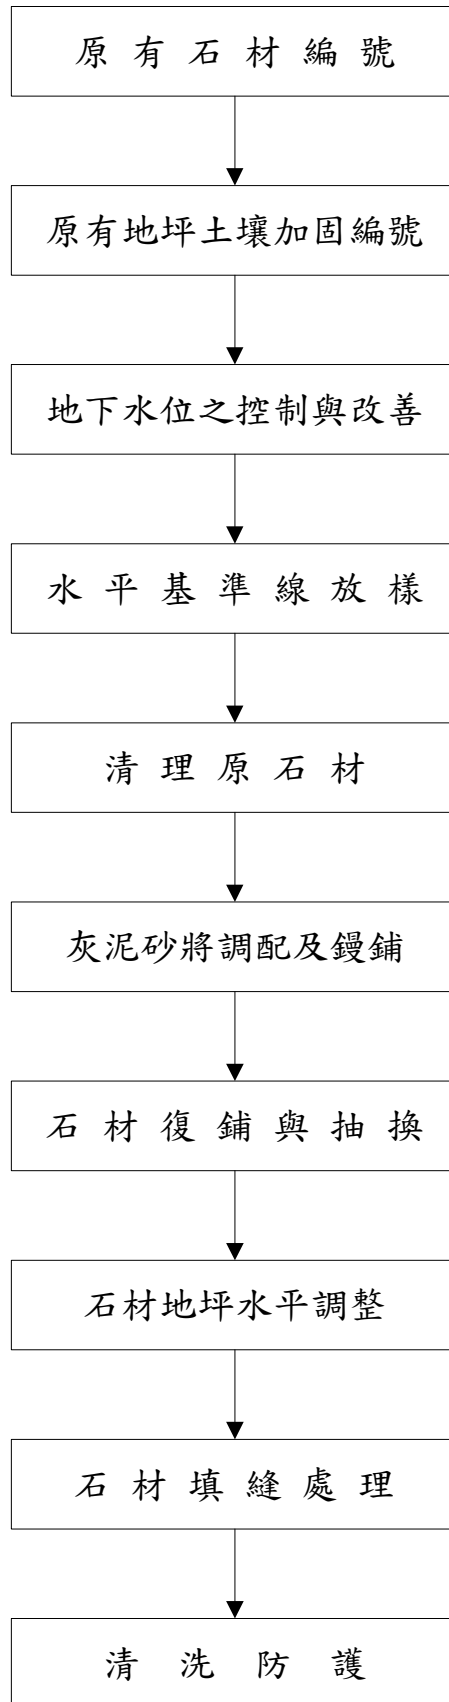 原有石材編號
原有地坪土壤加固編號
地下水位之控制與改善
水平基準線放樣
清理原石材
灰泥砂將調配及鏝鋪
石材復鋪與抽換
石材地坪水平調整
石材填縫處理
清洗防護